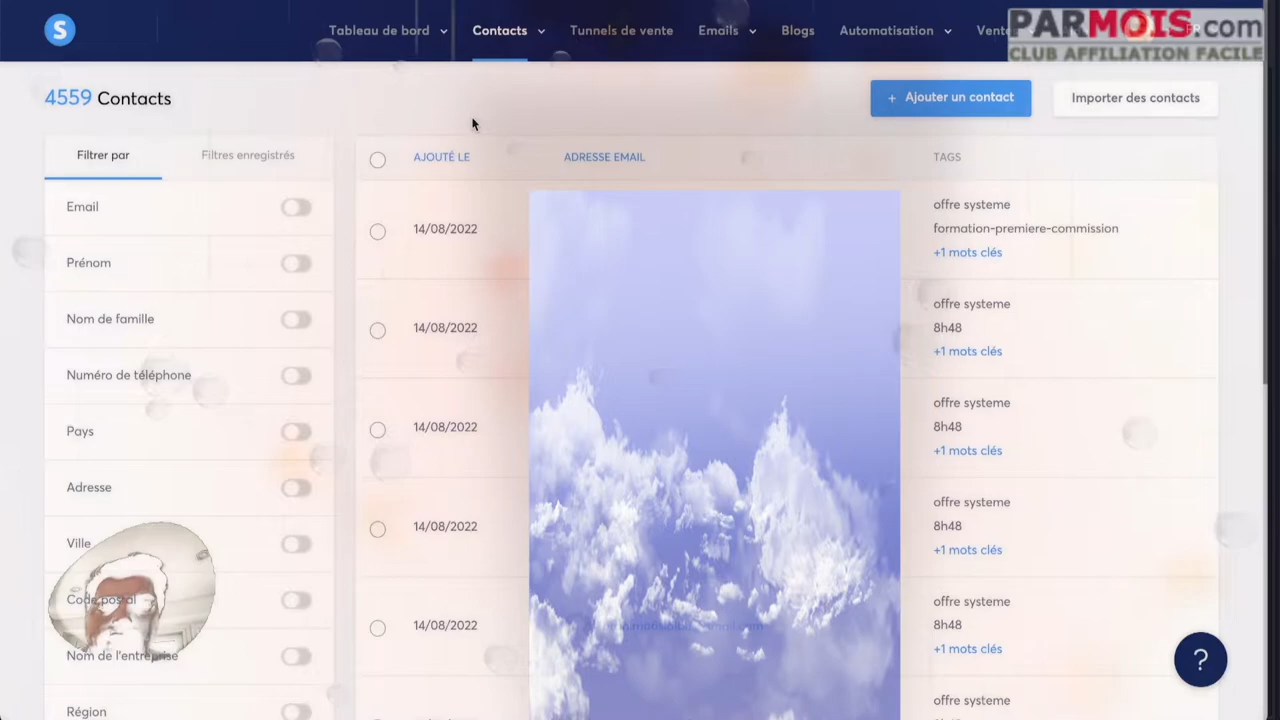 S
Tableau de bord
Contacts
Tunnels de vente
Emails
Blogs
Automatisation
PARMOIS.com
CLUB AFFILIATION FACILE
4559 Contacts
+ Ajouter un contact
Importer des contacts
Filtrer par
Filtres enregistrés
AJOUTÉ LE
ADRESSE EMAIL
TAGS
Email
Prénom
Nom de famille
Numéro de téléphone
Pays
Adresse
Ville
Code postal
Nom de l'entreprise
Région
14/08/2022
offre systeme
formation-premiere-commission
+1 mots clés
14/08/2022
offre systeme
8h48
+1 mots clés
14/08/2022
offre systeme
8h48
+1 mots clés
14/08/2022
offre systeme
8h48
+1 mots clés
14/08/2022
offre systeme
8h48
+1 mots clés
offre systeme
?